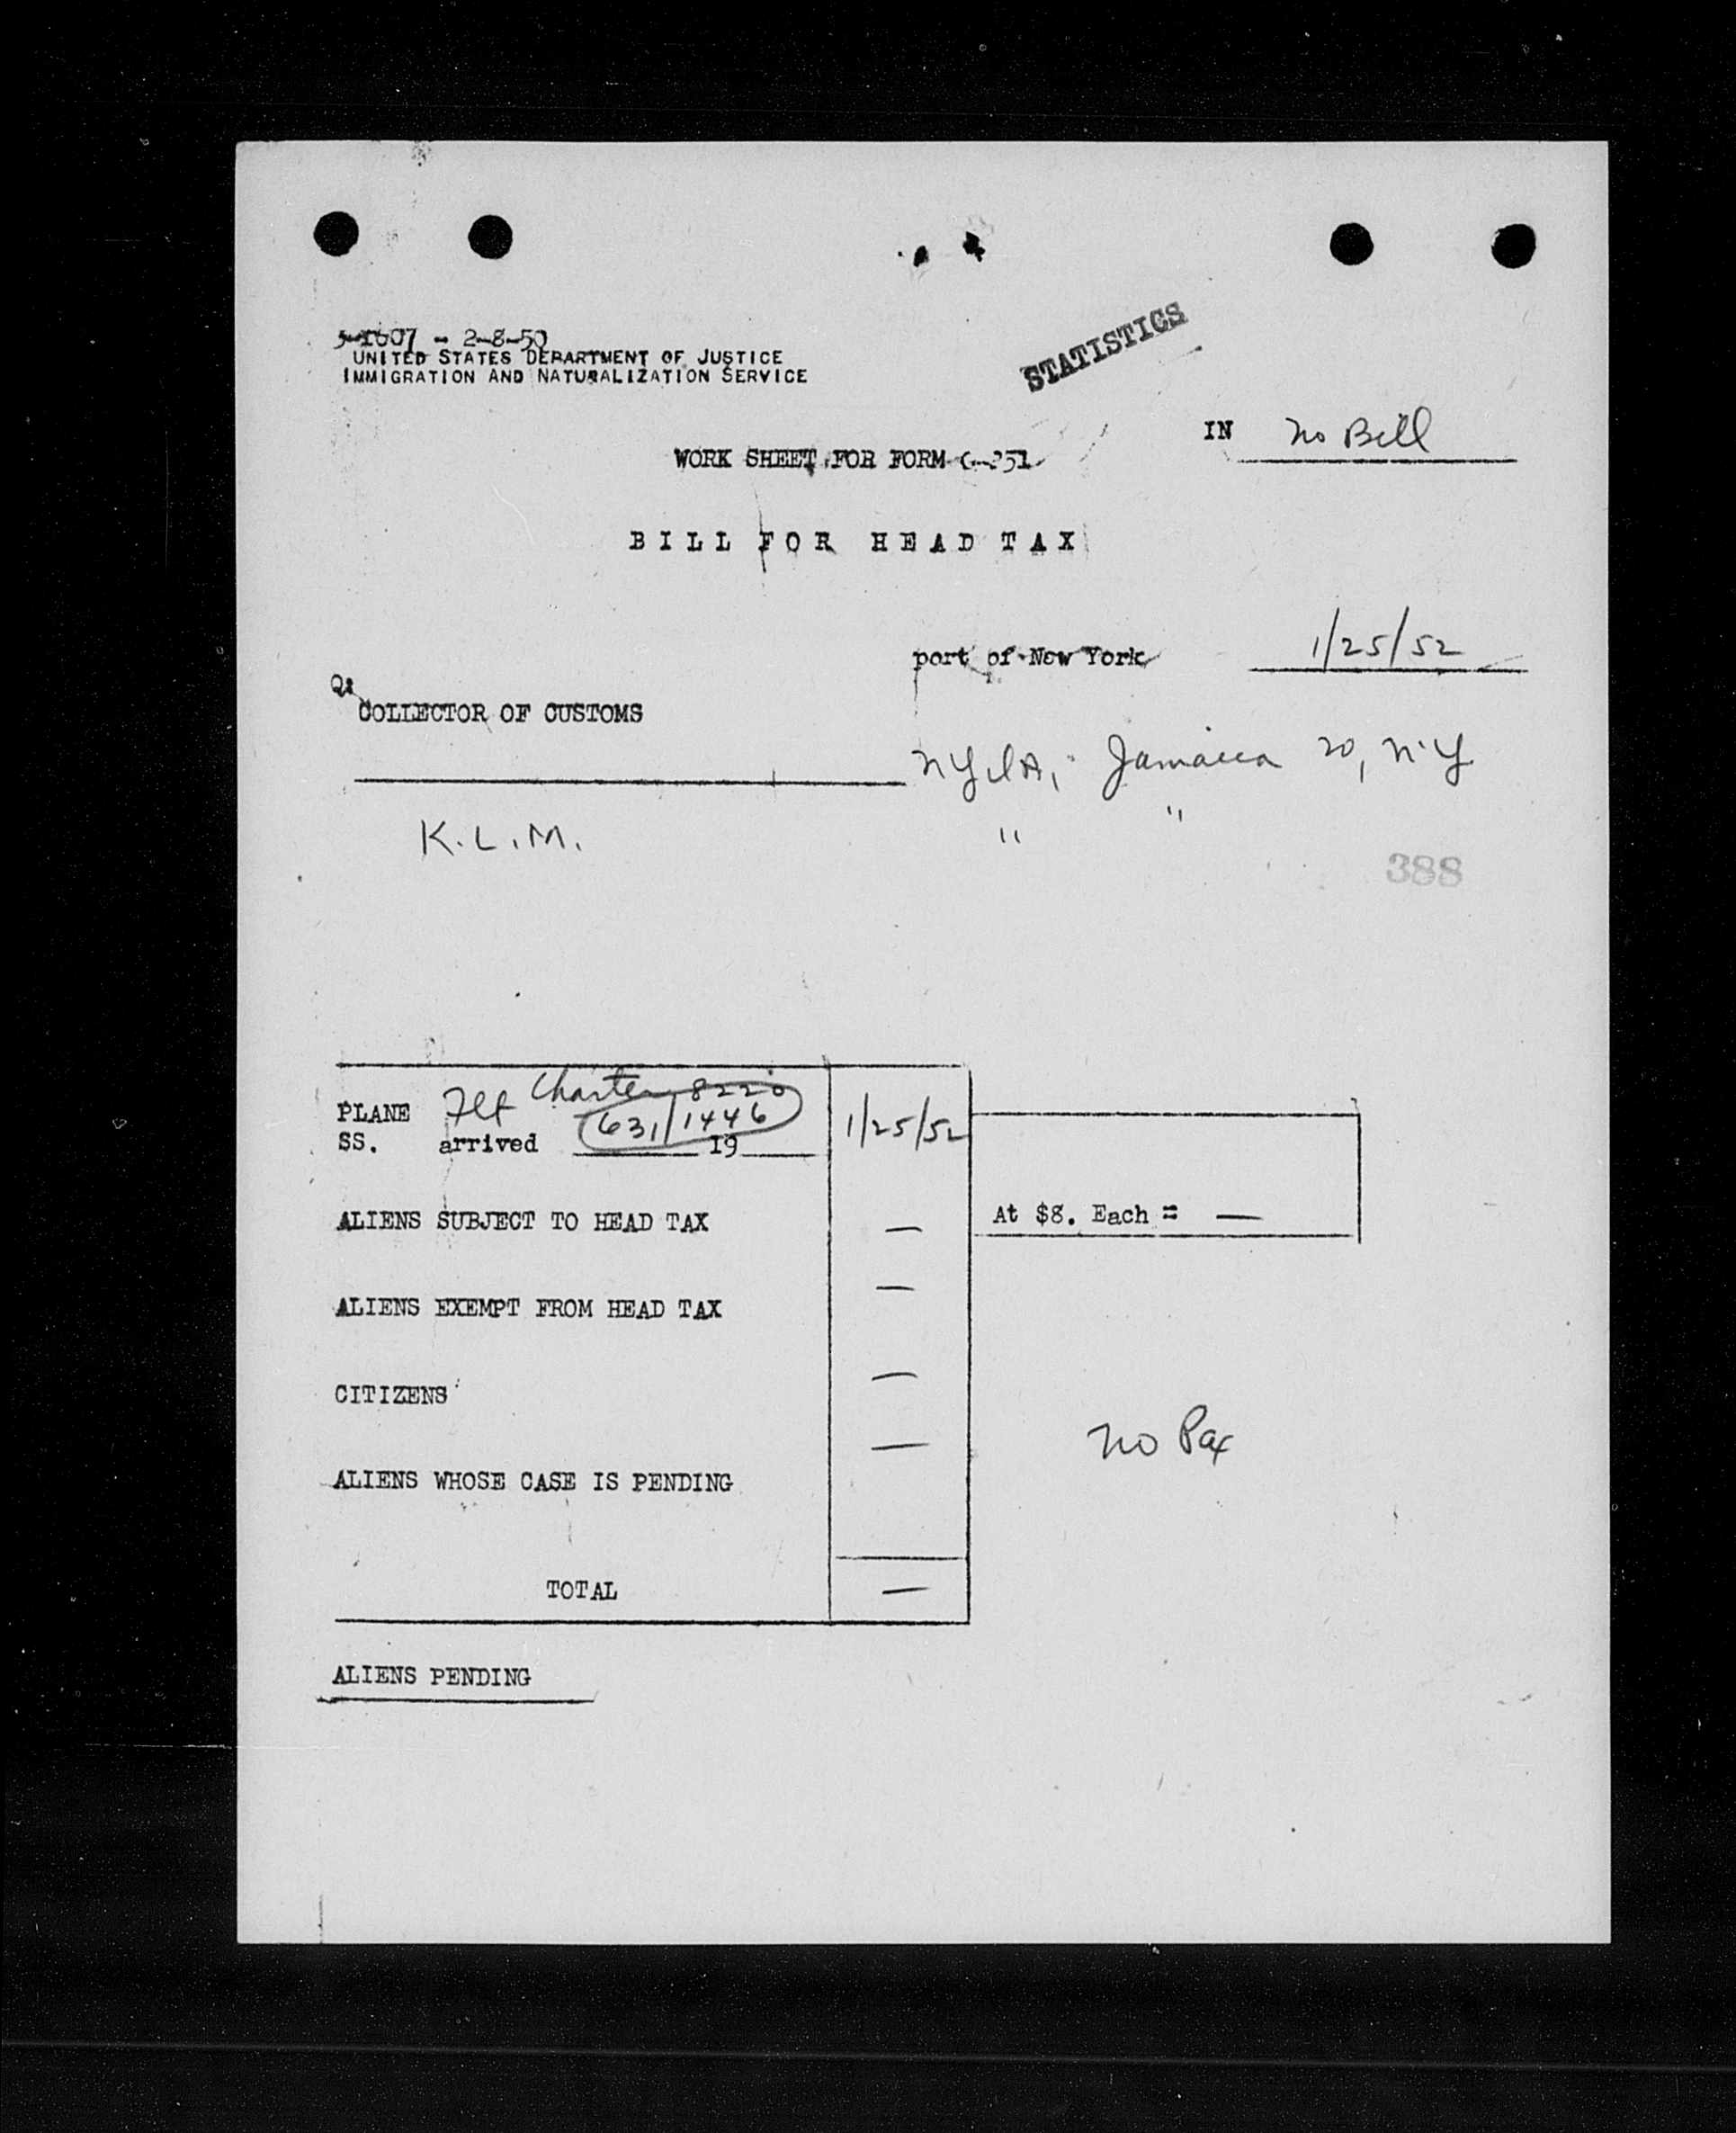 2-8-50
UNITED STATES DEPARTMENT OF JUSTICE
IMMIGRATION AND NATURALIZATION SERVICE
STATISTICS
IN No Bill
WORK SHEET FOR FORM G-251
BILL FOR HEAD TAX
port of New York 1/25/52
COLLECTOR OF CUSTOMS
NYIA, Jamaica 20, N.Y
K.L.M. " "
388
PLANE Flt Charter 8220
631/1446 1/25/52
SS. arrived 19
ALIENS SUBJECT TO HEAD TAX — At $8. Each = —
ALIENS EXEMPT FROM HEAD TAX —
CITIZENS —
No Pax
ALIENS WHOSE CASE IS PENDING —
TOTAL —
ALIENS PENDING